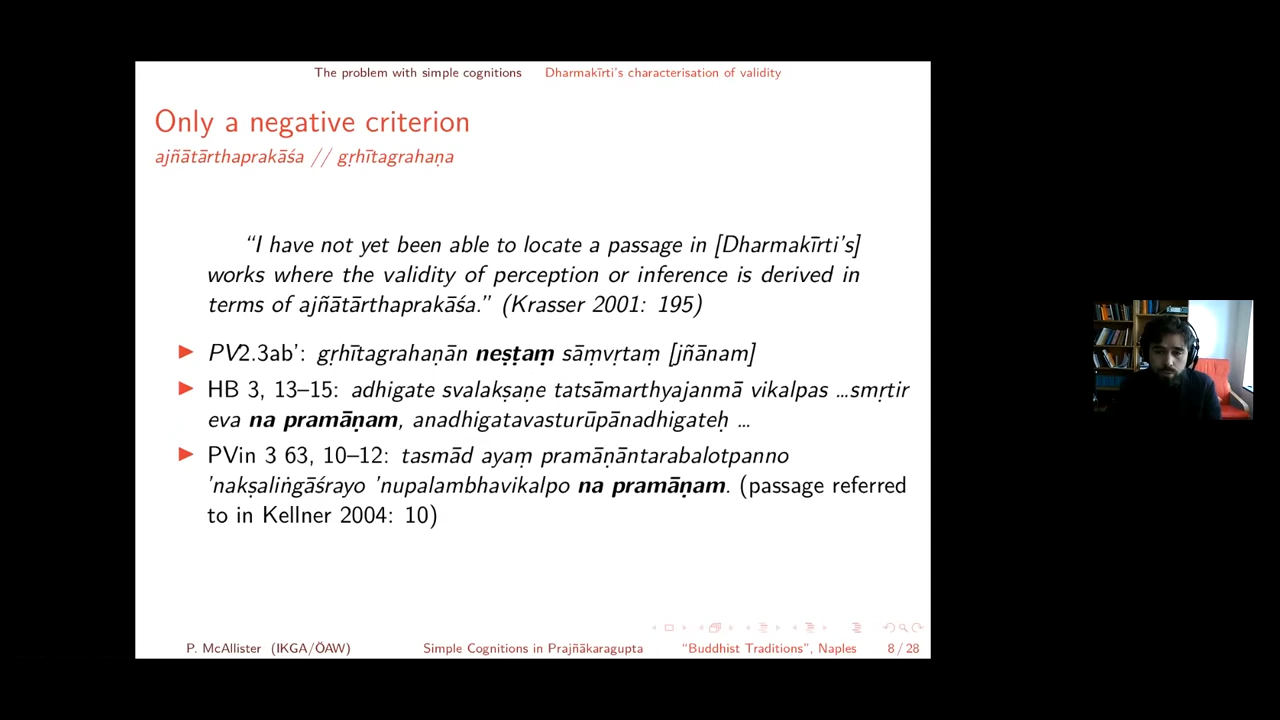 The problem with simple cognitions Dharmakīrti's characterisation of validity
Only a negative criterion
ajñātārthaprakāśa // gṛhītagrahaṇa
“I have not yet been able to locate a passage in [Dharmakīrti's]
works where the validity of perception or inference is derived in
terms of ajñātārthaprakāśa.” (Krasser 2001: 195)
▶ PV2.3ab': gṛhītagrahaṇān neṣṭaṃ sāṃvṛtaṃ [jñānam]
▶ HB 3, 13–15: adhigate svalakṣaṇe tatsāmarthyajanmā vikalpas ...smṛtir
eva na pramāṇam, anadhigatavasturūpānadhigateḥ ...
▶ PVin 3 63, 10–12: tasmād ayaṃ pramāṇāntarabalotpanno
'nakṣaliṅgāśrayo 'nupalambhavikalpo na pramāṇam. (passage referred
to in Kellner 2004: 10)
P. McAllister (IKGA/ÖAW) Simple Cognitions in Prajñākaragupta “Buddhist Traditions”, Naples 8 / 28